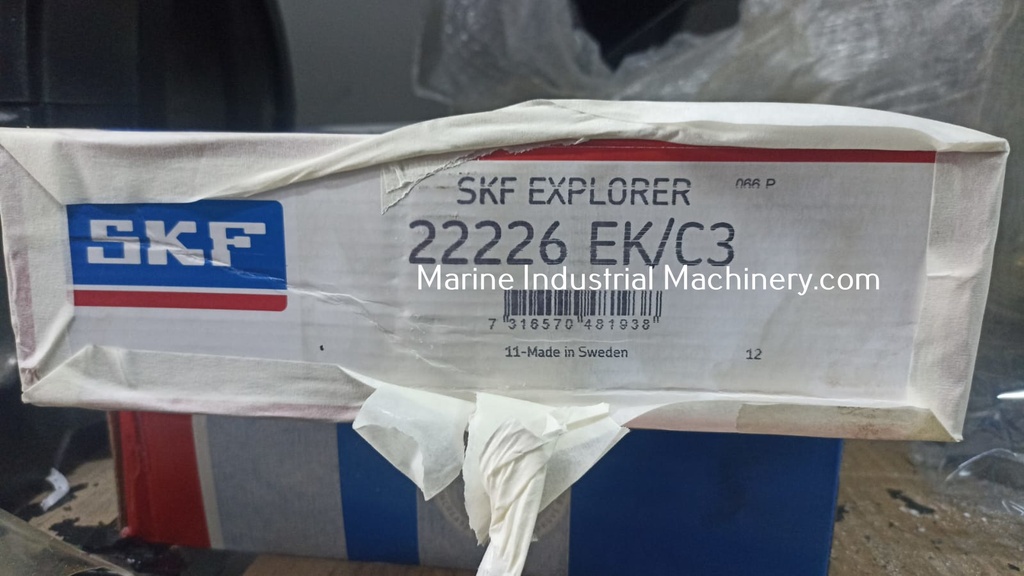 SKF EXPLORER
066 P
SKF
22226 EK/C3
Marine Industrial Machinery.com
7 316570 481938
11-Made in Sweden
12